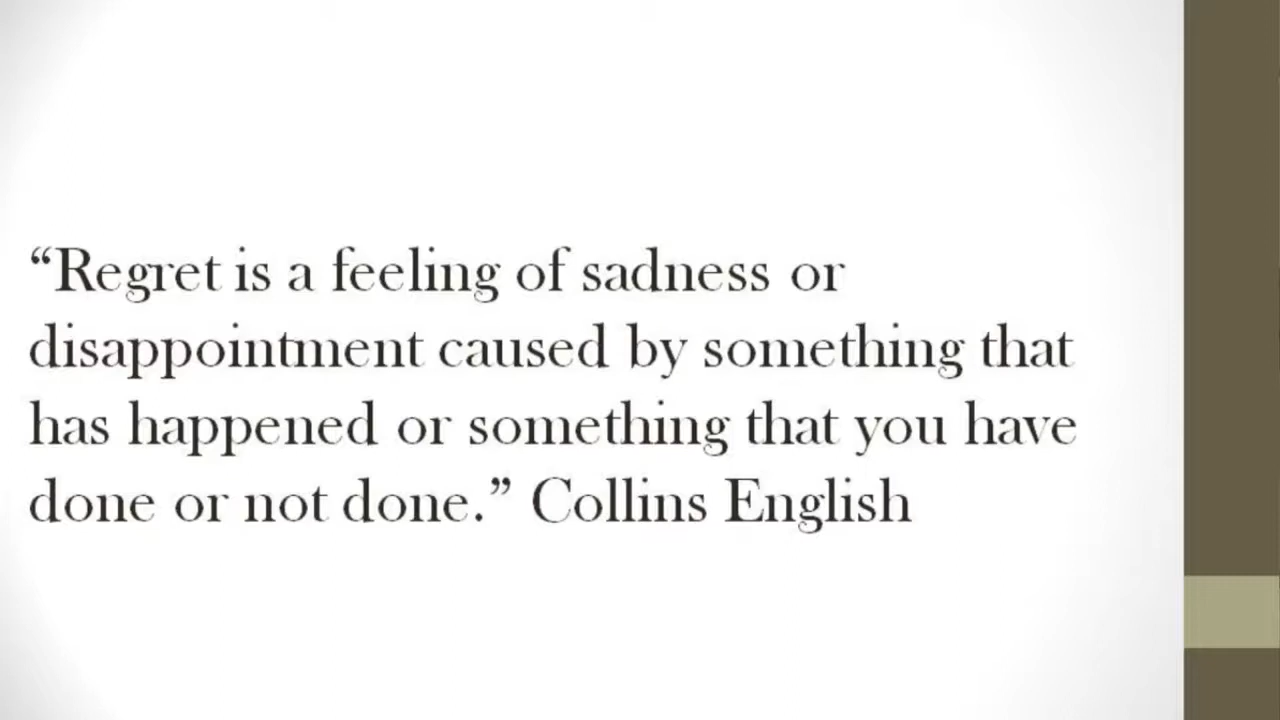 “Regret is a feeling of sadness or
disappointment caused by something that
has happened or something that you have
done or not done.” Collins English